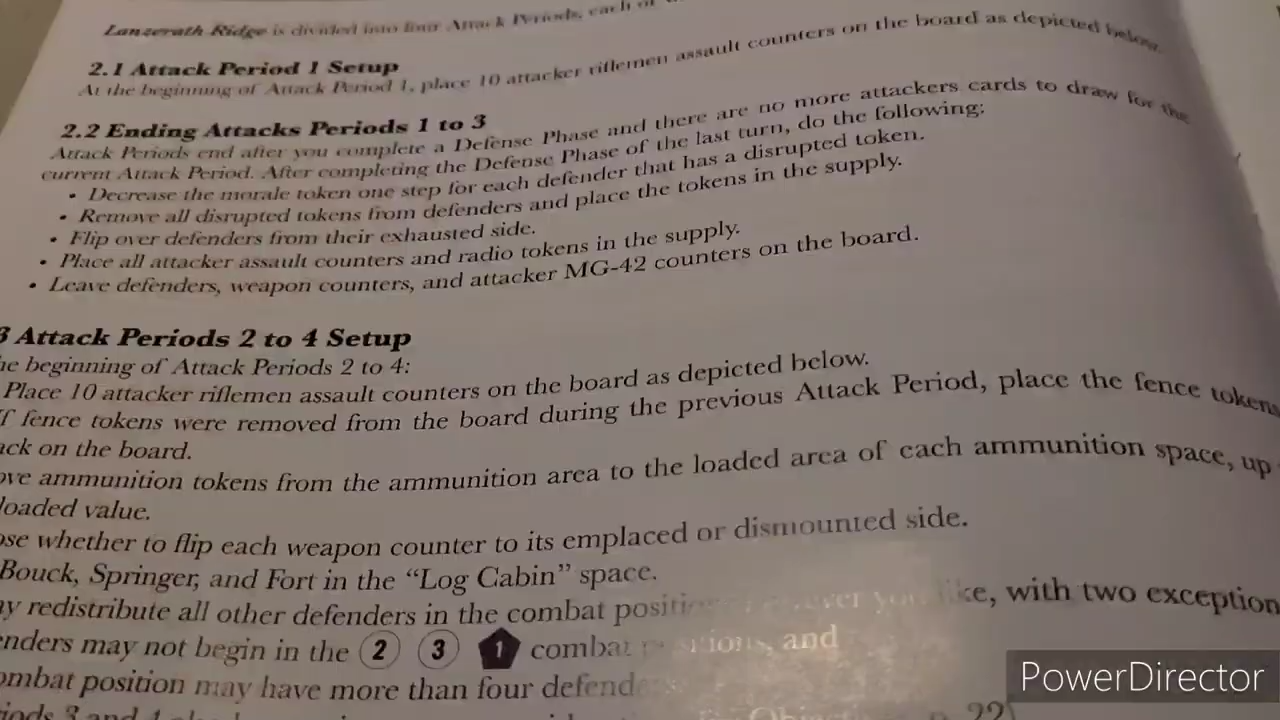 Lanzerath Ridge is divided into four Attack Periods, each of
2.1 Attack Period 1 Setup
At the beginning of Attack Period 1, place 10 attacker riflemen assault counters on the board as depicted below.
2.2 Ending Attacks Periods 1 to 3
Attack Periods end after you complete a Defense Phase and there are no more attackers cards to draw for the
current Attack Period. After completing the Defense Phase of the last turn, do the following:
• Decrease the morale token one step for each defender that has a disrupted token.
• Remove all disrupted tokens from defenders and place the tokens in the supply.
• Flip over defenders from their exhausted side.
• Place all attacker assault counters and radio tokens in the supply.
• Leave defenders, weapon counters, and attacker MG-42 counters on the board.
3 Attack Periods 2 to 4 Setup
he beginning of Attack Periods 2 to 4:
Place 10 attacker riflemen assault counters on the board as depicted below.
If fence tokens were removed from the board during the previous Attack Period, place the fence tokens
ack on the board.
ove ammunition tokens from the ammunition area to the loaded area of each ammunition space, up
loaded value.
ose whether to flip each weapon counter to its emplaced or dismounted side.
Bouck, Springer, and Fort in the “Log Cabin” space.
ay redistribute all other defenders in the combat like, with two exception
enders may not begin in the 2 3 1 combat positions, and
ombat position may have more than four defend
22)
PowerDirector